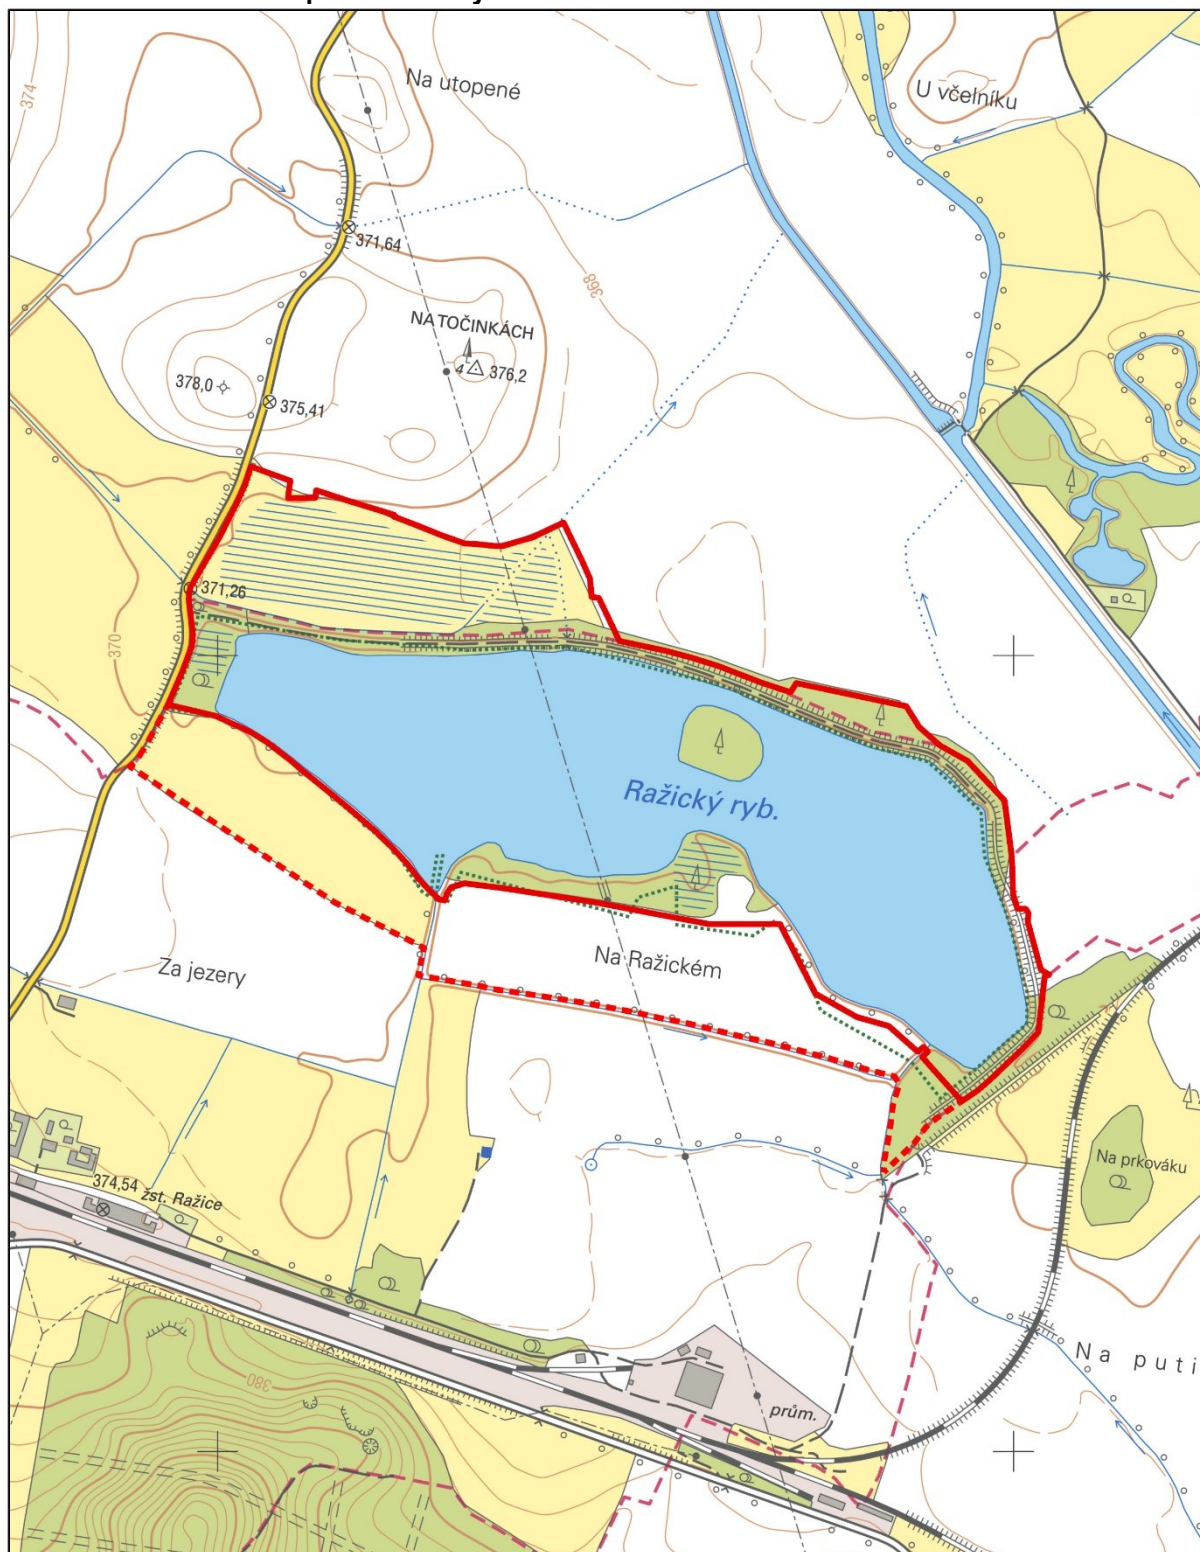 Na utopené
U včelníku
374
371,64
368
NA TOČINKÁCH
4 376,2
378,0
375,41
371,26
370
Ražický ryb.
Na Ražickém
Za jezery
Na prkováku
374,54
žst. Ražice
Na puti
380
prům.